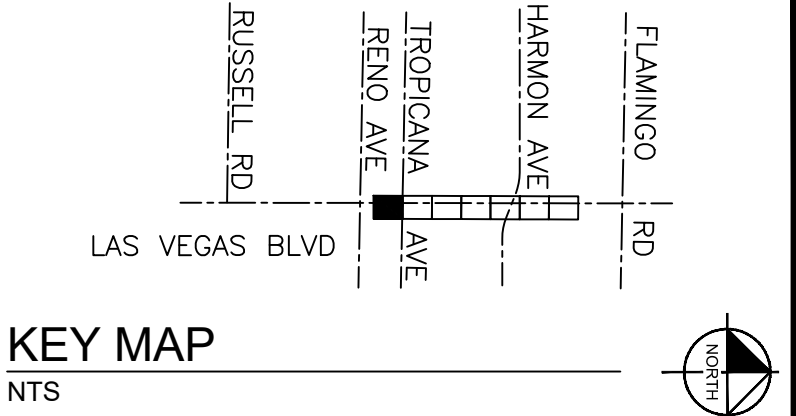 RUSSELL RD
RENO AVE
TROPICANA AVE
HARMON AVE
FLAMINGO RD
LAS VEGAS BLVD
KEY MAP
NTS
NORTH